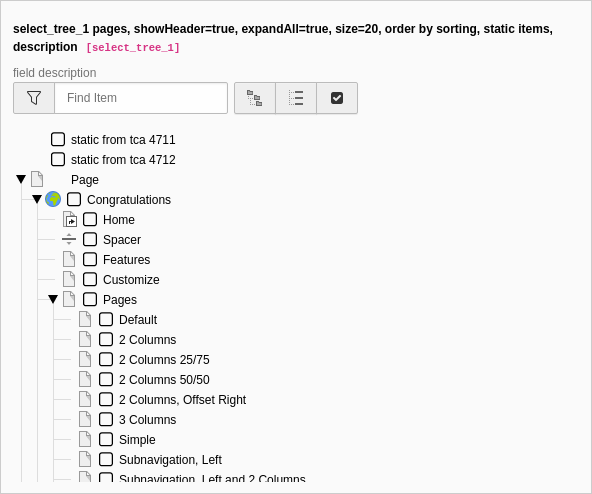 select_tree_1 pages, showHeader=true, expandAll=true, size=20, order by sorting, static items,
description [select_tree_1]
field description
Find Item
static from tca 4711
static from tca 4712
Page
Congratulations
Home
Spacer
Features
Customize
Pages
Default
2 Columns
2 Columns 25/75
2 Columns 50/50
2 Columns, Offset Right
3 Columns
Simple
Subnavigation, Left
Subnavigation, Left and 2 Columns